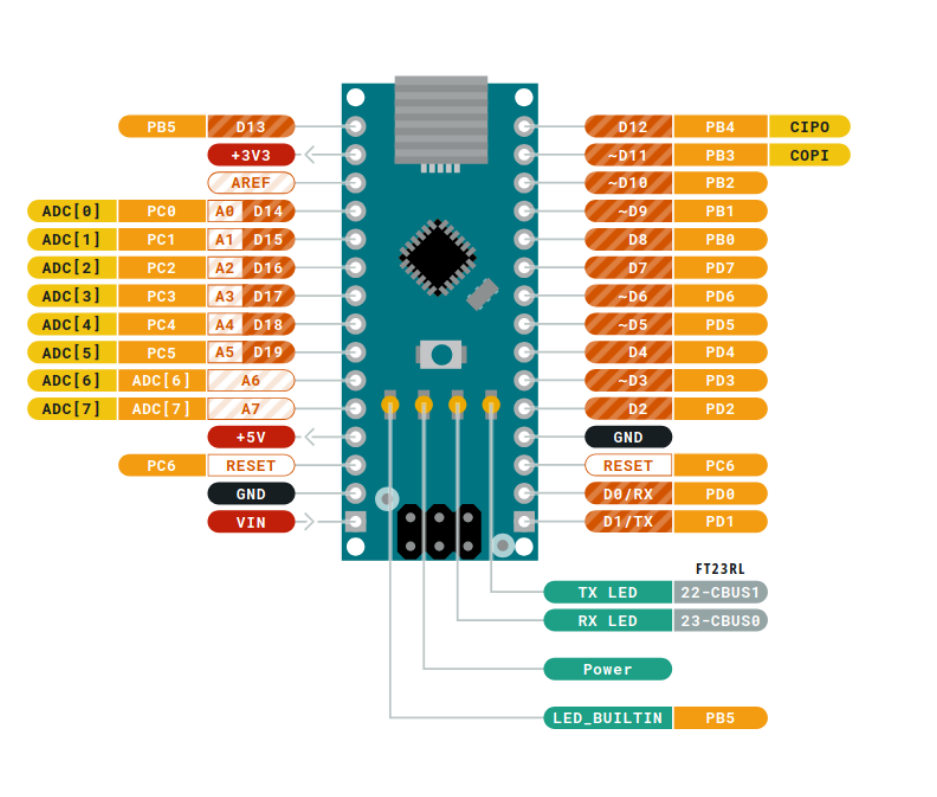 PB5 D13 D12 PB4 CIPO
+3V3 ~D11 PB3 COPI
AREF ~D10 PB2
ADC[0] PC0 A0 D14 ~D9 PB1
ADC[1] PC1 A1 D15 D8 PB0
ADC[2] PC2 A2 D16 D7 PD7
ADC[3] PC3 A3 D17 ~D6 PD6
ADC[4] PC4 A4 D18 ~D5 PD5
ADC[5] PC5 A5 D19 D4 PD4
ADC[6] ADC[6] A6 ~D3 PD3
ADC[7] ADC[7] A7 D2 PD2
+5V GND
PC6 RESET RESET PC6
GND D0/RX PD0
VIN D1/TX PD1
FT23RL
TX LED 22-CBUS1
RX LED 23-CBUS0
Power
LED_BUILTIN PB5